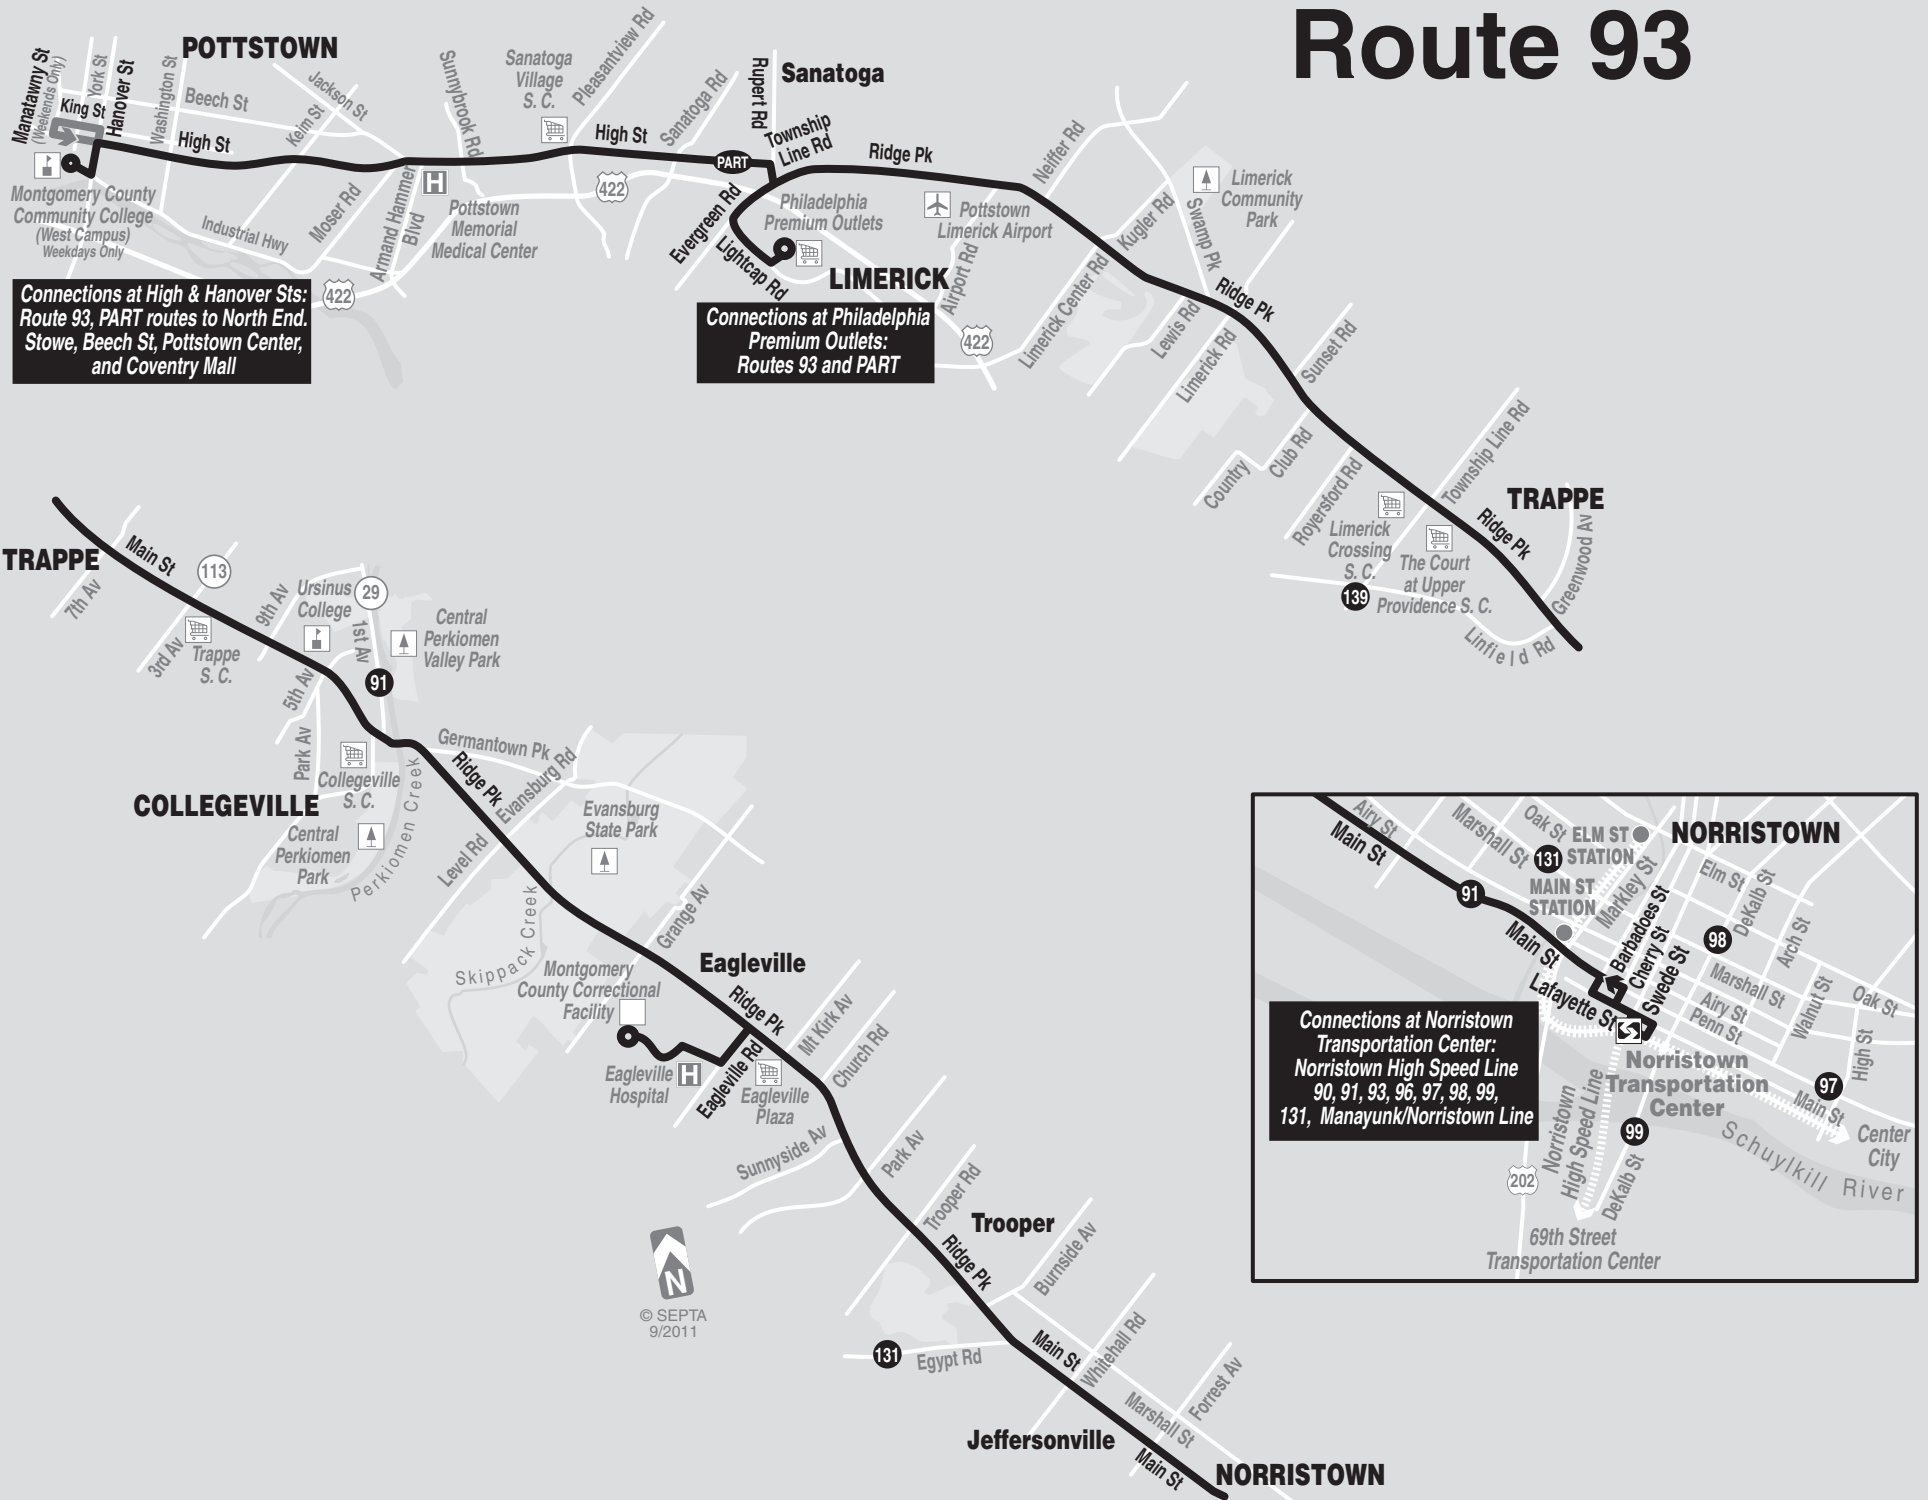 Route 93
POTTSTOWN
Manatawny St
(Weekends Only)
York St
Hanover St
King St
Washington St
Beech St
Jackson St
Keim St
High St
Sunnybrook Rd
Sanatoga
Village
S. C.
Pleasantview Rd
High St
Sanatoga Rd
Rupert Rd
Sanatoga
Township
Line Rd
PART
Ridge Pk
Neiffer Rd
Montgomery County
Community College
(West Campus)
Weekdays Only
Industrial Hwy
Moser Rd
Armand Hammer
Blvd
H
Pottstown
Memorial
Medical Center
422
422
Evergreen Rd
Lightcap Rd
Philadelphia
Premium Outlets
LIMERICK
Pottstown
Limerick Airport
Airport Rd
422
Limerick Center Rd
Kugler Rd
Swamp Pk
Limerick
Community
Park
Lewis Rd
Limerick Rd
Ridge Pk
Sunset Rd
Connections at High & Hanover Sts:
Route 93, PART routes to North End.
Stowe, Beech St, Pottstown Center,
and Coventry Mall
Connections at Philadelphia
Premium Outlets:
Routes 93 and PART
Country
Club Rd
Royersford Rd
Township Line Rd
Limerick
Crossing
S. C.
The Court
at Upper
Providence S. C.
139
Ridge Pk
TRAPPE
Greenwood Av
Linfield Rd
TRAPPE
Main St
7th Av
113
3rd Av
Trappe
S. C.
9th Av
Ursinus
College
29
1st Av
Central
Perkiomen
Valley Park
5th Av
91
Park Av
Collegeville
S. C.
COLLEGEVILLE
Central
Perkiomen
Park
Perkiomen Creek
Germantown Pk
Ridge Pk
Evansburg Rd
Level Rd
Evansburg
State Park
Skippack Creek
Grange Av
Eagleville
Montgomery
County Correctional
Facility
Ridge Pk
Mt Kirk Av
Church Rd
Eagleville
Hospital
H
Eagleville Rd
Eagleville
Plaza
Sunnyside Av
Park Av
Trooper Rd
Trooper
Ridge Pk
Burnside Av
N
© SEPTA
9/2011
131
Egypt Rd
Main St
Whitehall Rd
Marshall St
Forrest Av
Jeffersonville
Main St
NORRISTOWN
Airy St
Main St
Marshall St
Oak St
ELM ST
STATION
131
NORRISTOWN
MAIN ST
STATION
Markley St
91
Elm St
DeKalb St
Main St
Barbadoes St
Cherry St
Swede St
98
Arch St
Lafayette St
Marshall St
Airy St
Penn St
Walnut St
Oak St
High St
Connections at Norristown
Transportation Center:
Norristown High Speed Line
90, 91, 93, 96, 97, 98, 99,
131, Manayunk/Norristown Line
Norristown
Transportation
Center
97
Main St
Center
City
Norristown
High Speed Line
99
DeKalb St
202
Schuylkill River
69th Street
Transportation Center